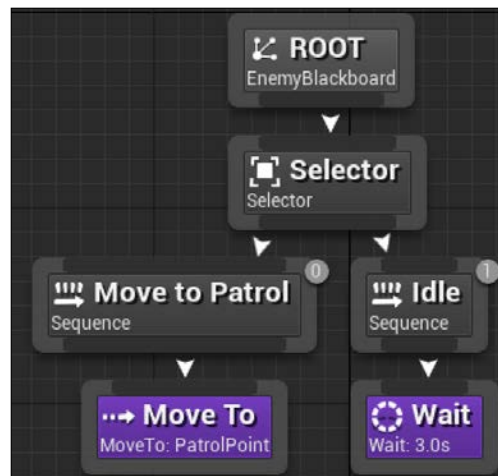 ROOT
EnemyBlackboard
Selector
Selector
0
Move to Patrol
Sequence
1
Idle
Sequence
Move To
MoveTo: PatrolPoint
Wait
Wait: 3.0s